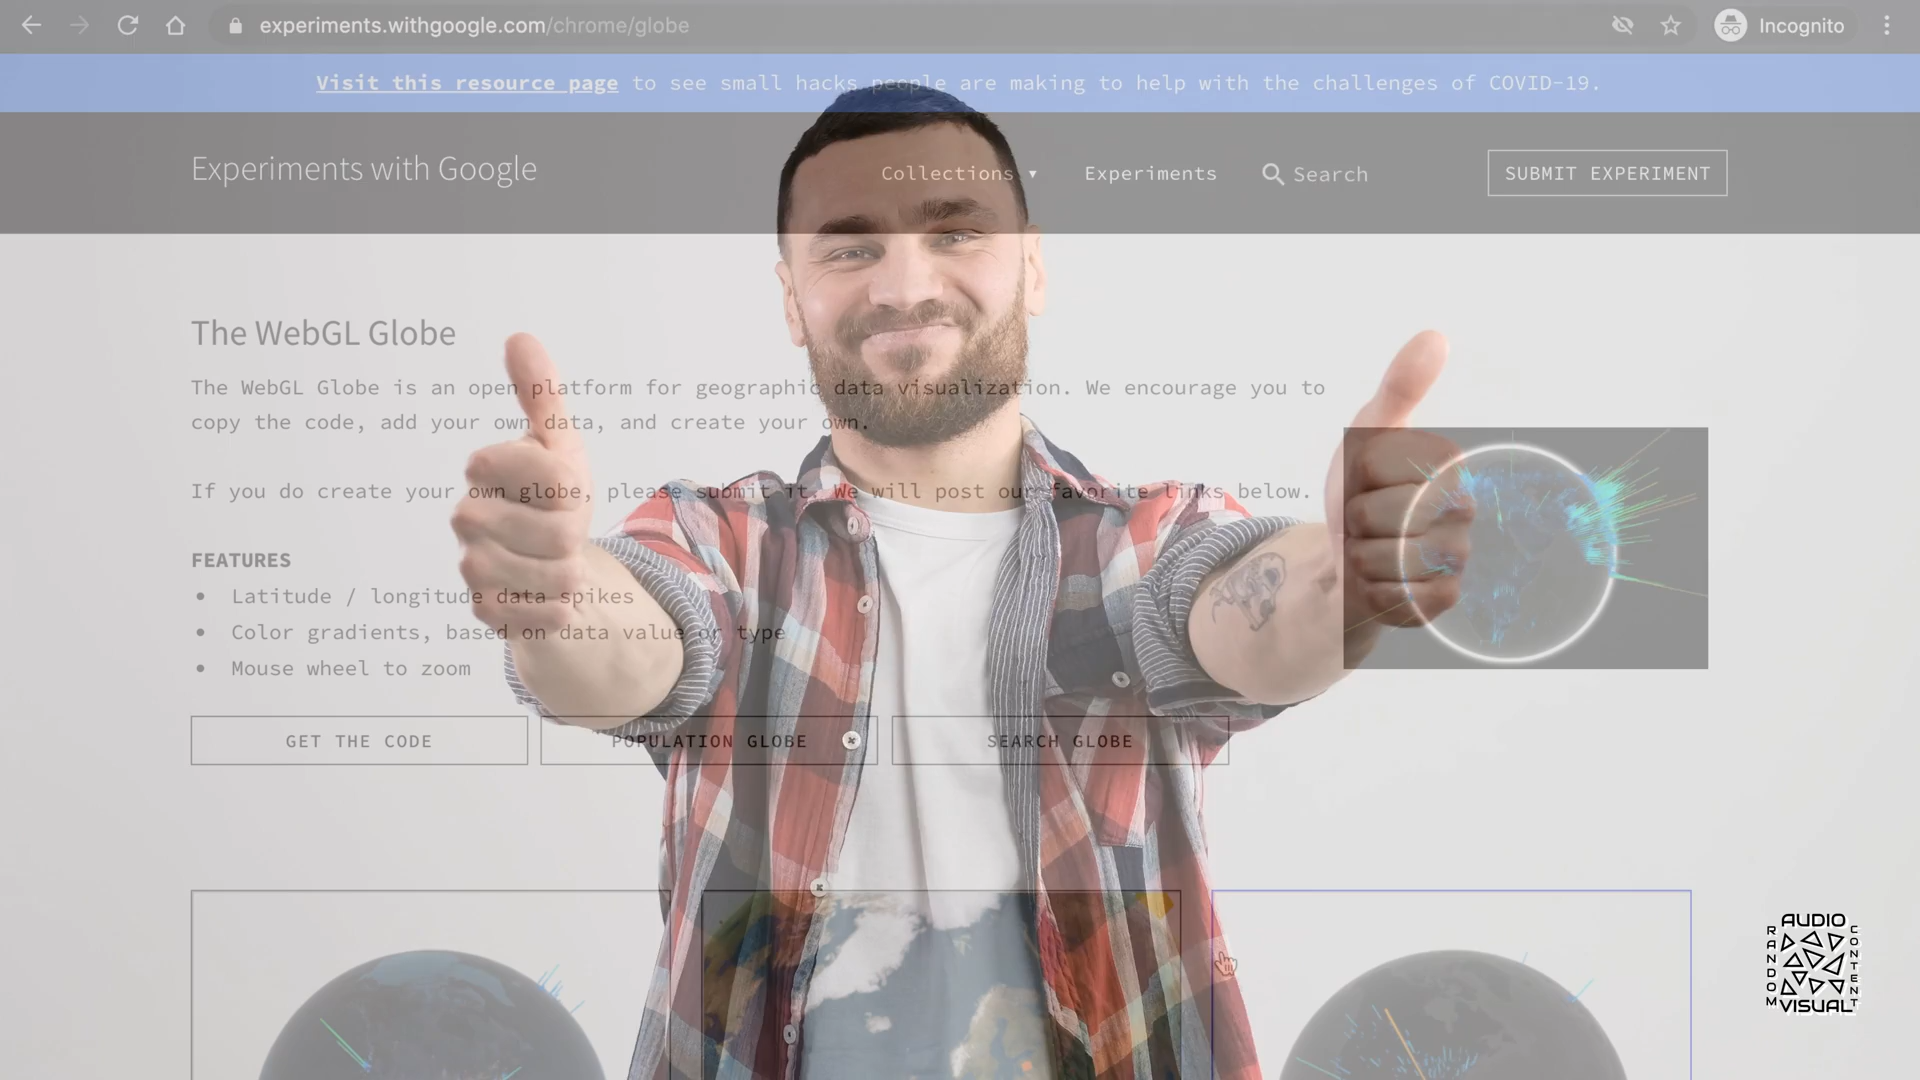 experiments.withgoogle.com/chrome/globe
Incognito
Visit this resource page to see small hacks people are making to help with the challenges of COVID-19.
Experiments with Google
Collections
Experiments
Search
SUBMIT EXPERIMENT
The WebGL Globe
The WebGL Globe is an open platform for geographic data visualization. We encourage you to
copy the code, add your own data, and create your own.
If you do create your own globe, please submit it. We will post our favorite links below.
FEATURES
Latitude / longitude data spikes
Color gradients, based on data value or type
Mouse wheel to zoom
GET THE CODE
POPULATION GLOBE
SEARCH GLOBE
RANDOM
AUDIO
VISUAL
CONTENT